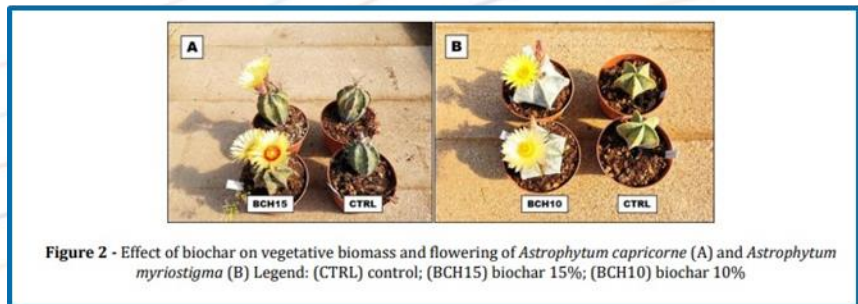 A
B
BCH15
CTRL
BCH10
CTRL
Figure 2 - Effect of biochar on vegetative biomass and flowering of Astrophytum capricorne (A) and Astrophytum
myriostigma (B) Legend: (CTRL) control; (BCH15) biochar 15%; (BCH10) biochar 10%